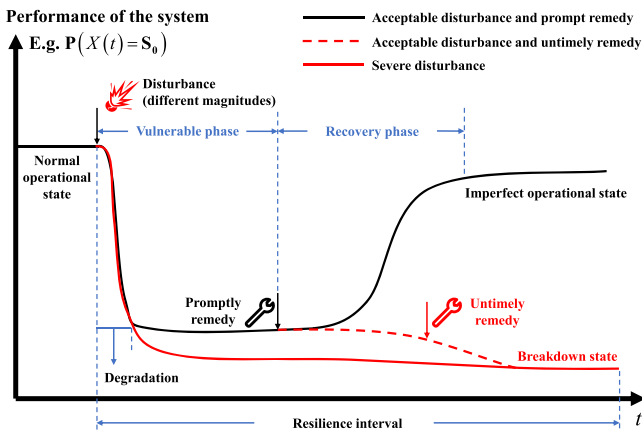 Performance of the system
E.g. P(X(t) = S₀)
Acceptable disturbance and prompt remedy
Acceptable disturbance and untimely remedy
Severe disturbance
Disturbance
(different magnitudes)
Vulnerable phase
Recovery phase
Normal
operational
state
Imperfect operational state
Promptly
remedy
Untimely
remedy
Breakdown state
Degradation
Resilience interval
t